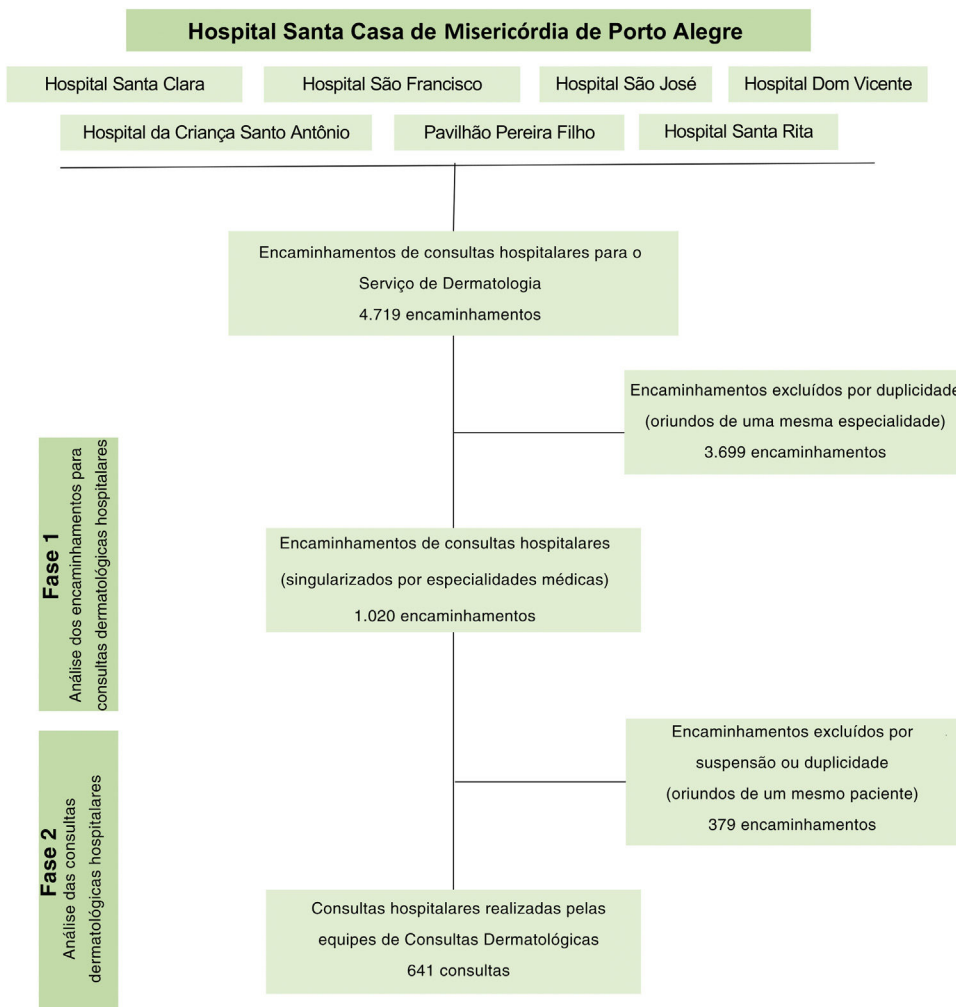 Hospital Santa Casa de Misericórdia de Porto Alegre
Hospital Santa Clara
Hospital São Francisco
Hospital São José
Hospital Dom Vicente
Hospital da Criança Santo Antônio
Pavilhão Pereira Filho
Hospital Santa Rita
Encaminhamentos de consultas hospitalares para o
Serviço de Dermatologia
4.719 encaminhamentos
Encaminhamentos excluídos por duplicidade
(oriundos de uma mesma especialidade)
3.699 encaminhamentos
Fase 1
Análise dos encaminhamentos para
consultas dermatológicas hospitalares
Encaminhamentos de consultas hospitalares
(singularizados por especialidades médicas)
1.020 encaminhamentos
Encaminhamentos excluídos por
suspensão ou duplicidade
(oriundos de um mesmo paciente)
379 encaminhamentos
Fase 2
Análise das consultas
dermatológicas hospitalares
Consultas hospitalares realizadas pelas
equipes de Consultas Dermatológicas
641 consultas